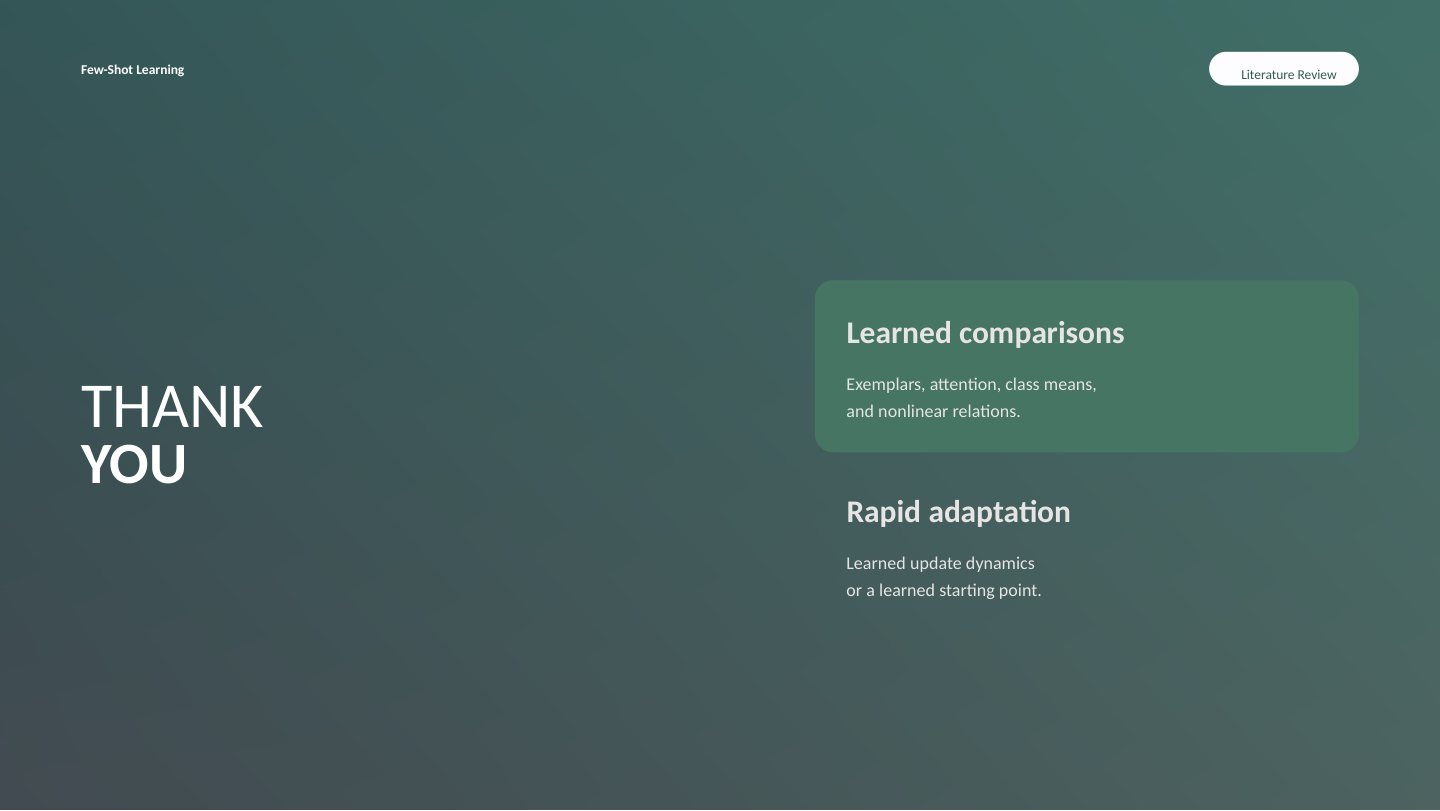 Few-Shot Learning
Literature Review
THANK
YOU
Learned comparisons
Exemplars, attention, class means,
and nonlinear relations.
Rapid adaptation
Learned update dynamics
or a learned starting point.